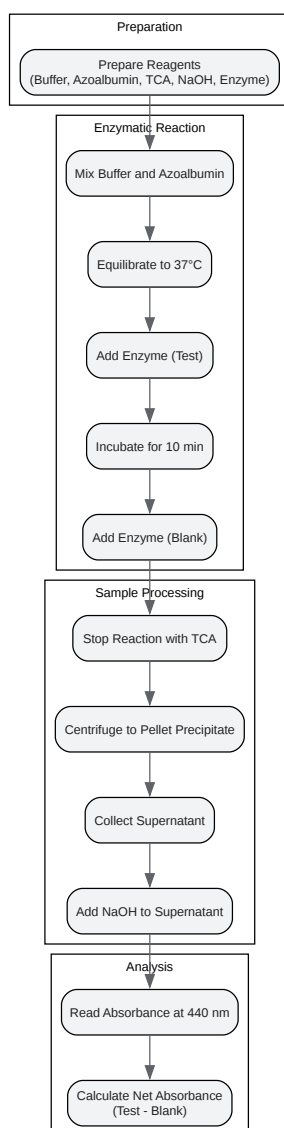 Preparation
Prepare Reagents
(Buffer, Azoalbumin, TCA, NaOH, Enzyme)
Enzymatic Reaction
Mix Buffer and Azoalbumin
Equilibrate to 37°C
Add Enzyme (Test)
Incubate for 10 min
Add Enzyme (Blank)
Sample Processing
Stop Reaction with TCA
Centrifuge to Pellet Precipitate
Collect Supernatant
Add NaOH to Supernatant
Analysis
Read Absorbance at 440 nm
Calculate Net Absorbance
(Test - Blank)